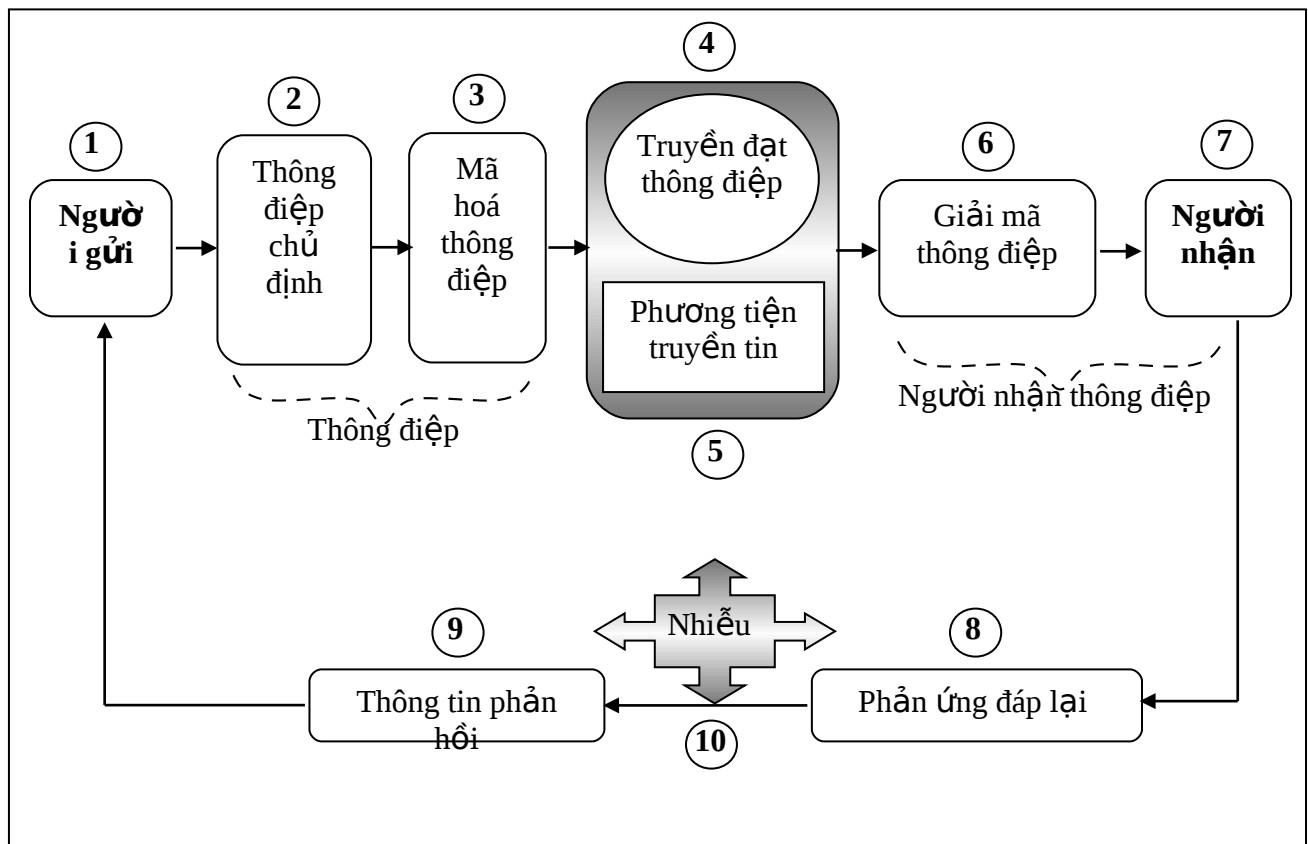 4
2
3
1
6
7
Người
i gửi
Thông
điệp
chủ
định
Mã
hoá
thông
điệp
Truyền đạt
thông điệp
Phương tiện
truyền tin
Giải mã
thông điệp
Người
nhận
Thông điệp
Người nhận thông điệp
5
Nhiễu
9
8
Thông tin phản
hồi
Phản ứng đáp lại
10